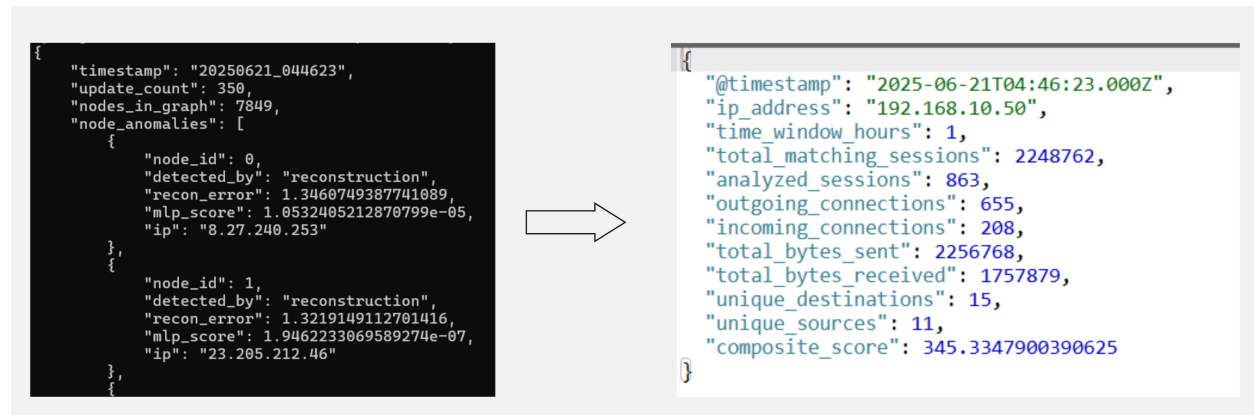 {
"timestamp": "20250621_044623",
"update_count": 350,
"nodes_in_graph": 7849,
"node_anomalies": [
{
"node_id": 0,
"detected_by": "reconstruction",
"recon_error": 1.3460749387741089,
"mlp_score": 1.0532405212870799e-05,
"ip": "8.27.240.253"
},
{
"node_id": 1,
"detected_by": "reconstruction",
"recon_error": 1.3219149112701416,
"mlp_score": 1.9462233069589274e-07,
"ip": "23.205.212.46"
},
{
{
"@timestamp": "2025-06-21T04:46:23.000Z",
"ip_address": "192.168.10.50",
"time_window_hours": 1,
"total_matching_sessions": 2248762,
"analyzed_sessions": 863,
"outgoing_connections": 655,
"incoming_connections": 208,
"total_bytes_sent": 2256768,
"total_bytes_received": 1757879,
"unique_destinations": 15,
"unique_sources": 11,
"composite_score": 345.3347900390625
}